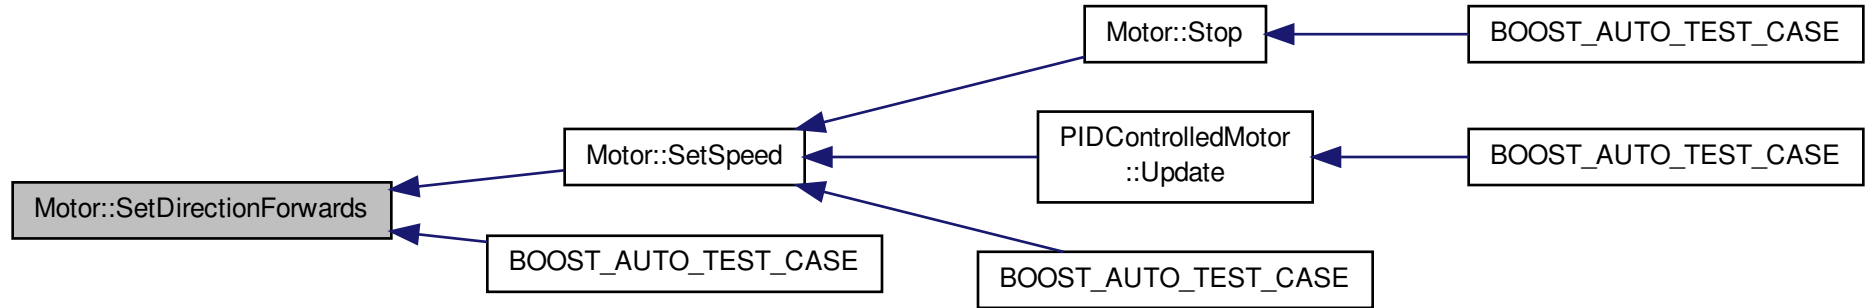 Motor::Stop
BOOST_AUTO_TEST_CASE
PIDControlledMotor
::Update
BOOST_AUTO_TEST_CASE
Motor::SetSpeed
Motor::SetDirectionForwards
BOOST_AUTO_TEST_CASE
BOOST_AUTO_TEST_CASE